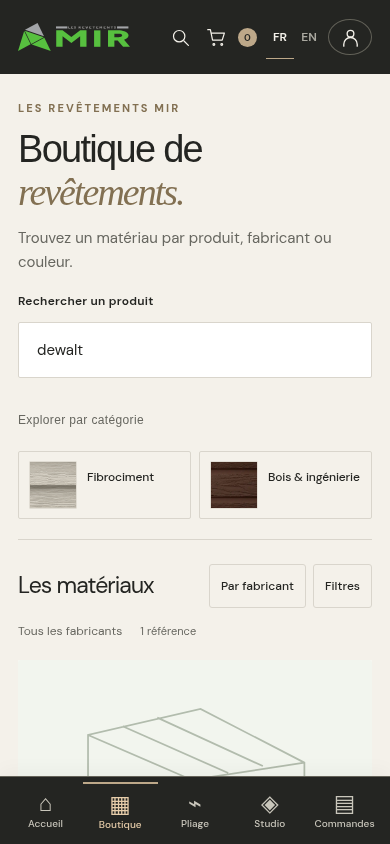 LES REVÊTEMENTS
MIR
0
FR
EN
LES REVÊTEMENTS MIR
Boutique de
revêtements.
Trouvez un matériau par produit, fabricant ou
couleur.
Rechercher un produit
dewalt
Explorer par catégorie
Fibrociment
Bois & ingénierie
Les matériaux
Par fabricant
Filtres
Tous les fabricants
1 référence
Accueil
Boutique
Pliage
Studio
Commandes